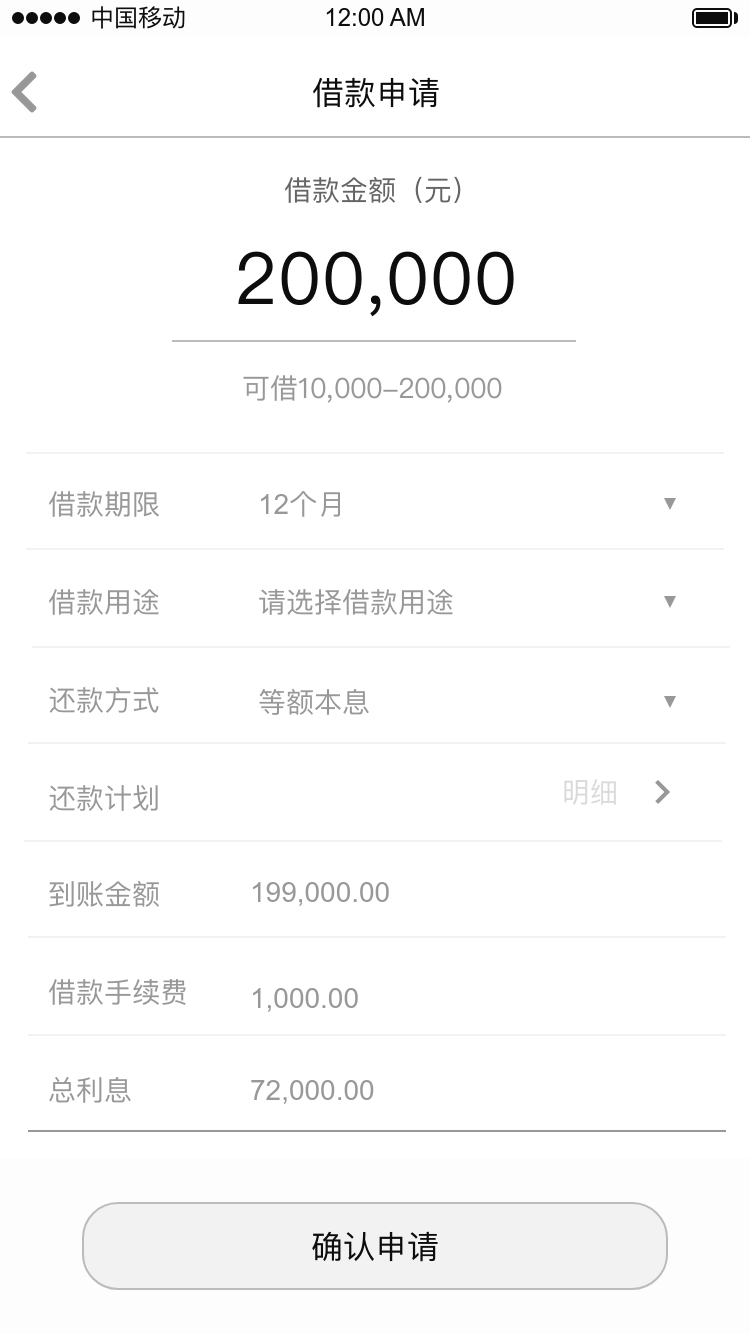 中国移动 12:00 AM
借款申请
借款金额（元）
200,000
可借10,000–200,000
借款期限 12个月
借款用途 请选择借款用途
还款方式 等额本息
还款计划 明细
到账金额 199,000.00
借款手续费 1,000.00
总利息 72,000.00
确认申请